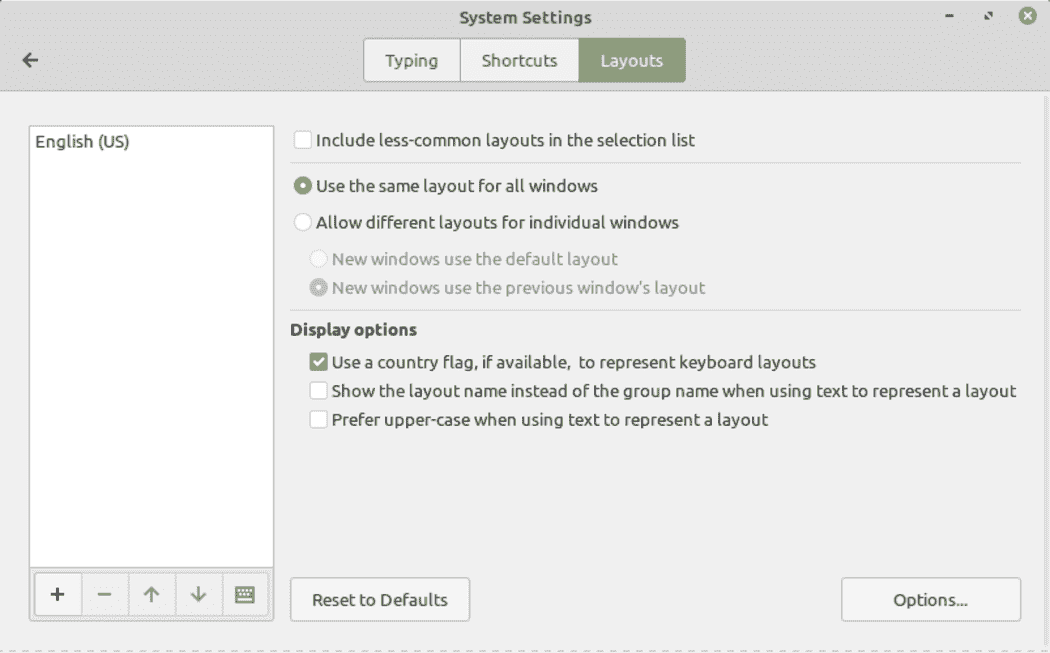 System Settings
Typing
Shortcuts
Layouts
English (US)
Include less-common layouts in the selection list
Use the same layout for all windows
Allow different layouts for individual windows
New windows use the default layout
New windows use the previous window's layout
Display options
Use a country flag, if available,  to represent keyboard layouts
Show the layout name instead of the group name when using text to represent a layout
Prefer upper-case when using text to represent a layout
Reset to Defaults
Options...